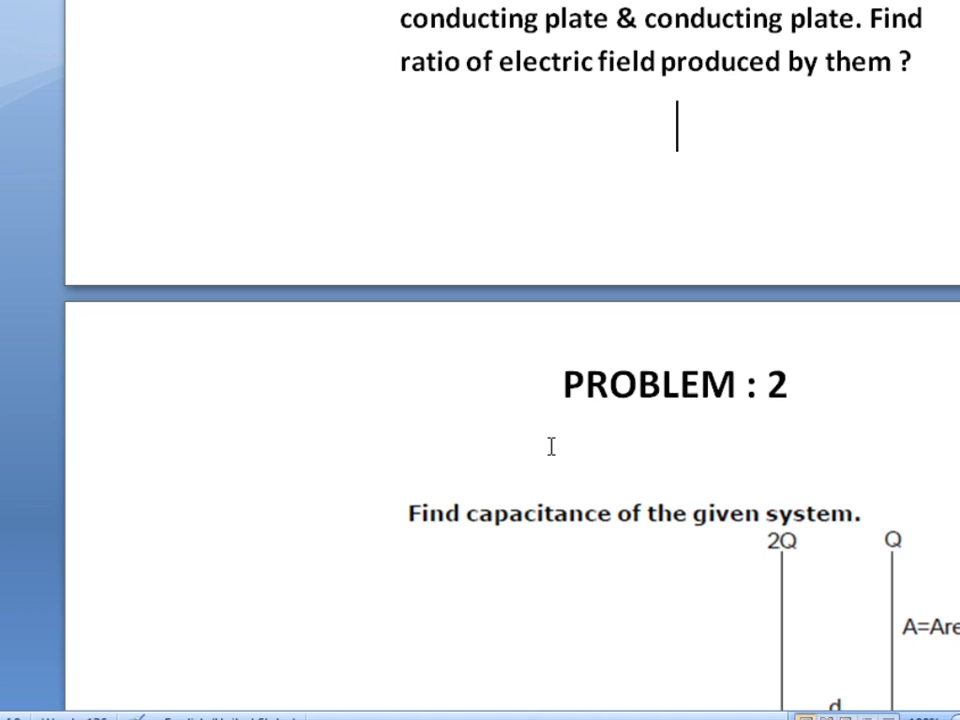 conducting plate & conducting plate. Find
ratio of electric field produced by them ?
PROBLEM : 2
Find capacitance of the given system.
2Q
Q
A=Are
d